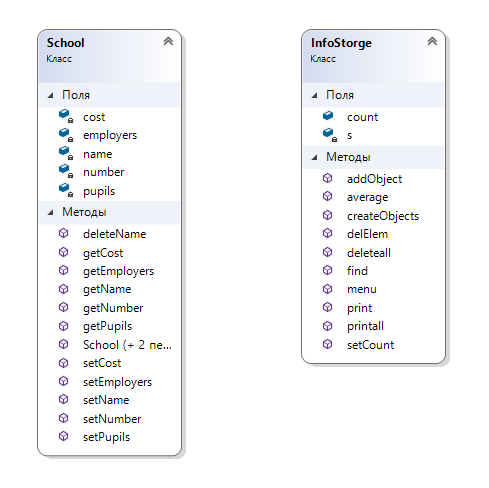 School
Класс
Поля
cost
employers
name
number
pupils
Методы
deleteName
getCost
getEmployers
getName
getNumber
getPupils
School (+ 2 пе...
setCost
setEmployers
setName
setNumber
setPupils
InfoStorge
Класс
Поля
count
s
Методы
addObject
average
createObjects
delElem
deleteall
find
menu
print
printall
setCount